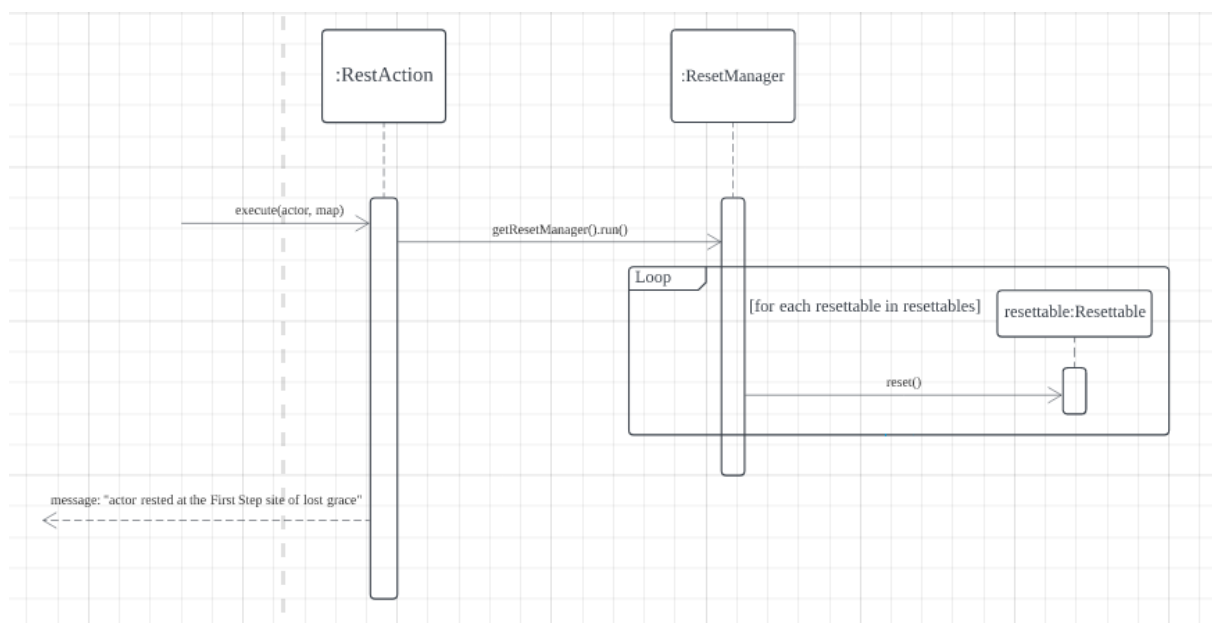 :RestAction
:ResetManager
execute(actor, map)
getResetManager().run()
Loop
[for each resettable in resettables]
resettable:Resettable
reset()
message: "actor rested at the First Step site of lost grace"